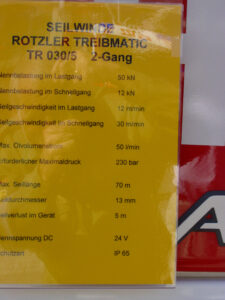 SEILWINDE
ROTZLER TREIBMATIC
TR 030/5 2-Gang
Nennbelastung im Lastgang 50 kN
Nennbelastung im Schnellgang 12 kN
Seilgeschwindigkeit im Lastgang 12 m/min
Seilgeschwindigkeit im Schnellgang 30 m/min
Max. Ölvolumenstrom 50 l/min
erforderlicher Maximaldruck 230 bar
Max. Seillänge 70 m
Seildurchmesser 13 mm
Seilverlust im Gerät 5 m
Nennspannung DC 24 V
Schutzart IP 65